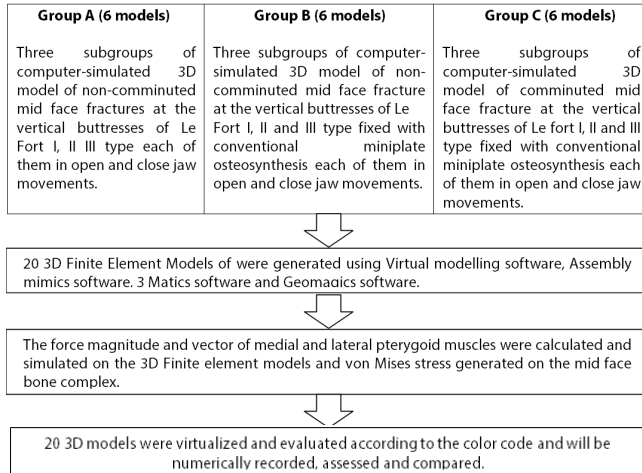 Group A (6 models)
Three subgroups of
computer-simulated 3D
model of non-comminuted
mid face fractures at the
vertical buttresses of Le
Fort I, II III type each of
them in open and close jaw
movements.
Group B (6 models)
Three subgroups of computer-
simulated 3D model of non-
comminuted mid face fracture
at the vertical buttresses of Le
Fort I, II and III type fixed with
conventional miniplate
osteosynthesis each of them in
open and close jaw movements.
Group C (6 models)
Three subgroups of
computer-simulated 3D
model of comminuted mid
face fracture at the vertical
buttresses of Le fort I, II and III
type fixed with conventional
miniplate osteosynthesis each
of them in open and close jaw
movements.
20 3D Finite Element Models of were generated using Virtual modelling software, Assembly
mimics software. 3 Matics software and Geomagics software.
The force magnitude and vector of medial and lateral pterygoid muscles were calculated and
simulated on the 3D Finite element models and von Mises stress generated on the mid face
bone complex.
20 3D models were virtualized and evaluated according to the color code and will be
numerically recorded, assessed and compared.